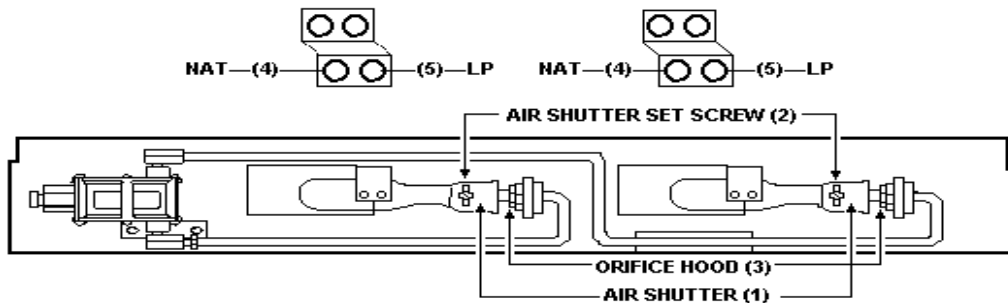 NAT—(4) (5)—LP NAT—(4) (5)—LP
AIR SHUTTER SET SCREW (2)
ORIFICE HOOD (3)
AIR SHUTTER (1)